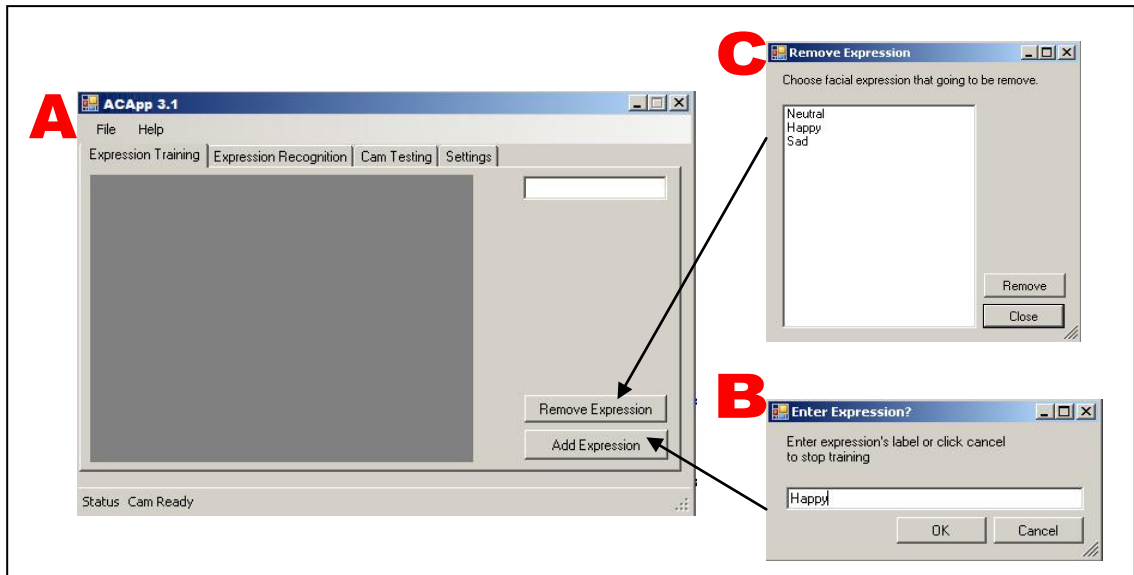 A
ACApp 3.1
File Help
Expression Training Expression Recognition Cam Testing Settings
Remove Expression
Add Expression
Status Cam Ready
C
Remove Expression
Choose facial expression that going to be remove.
Neutral
Happy
Sad
Remove
Close
B
Enter Expression?
Enter expression's label or click cancel
to stop training
Happy
OK Cancel